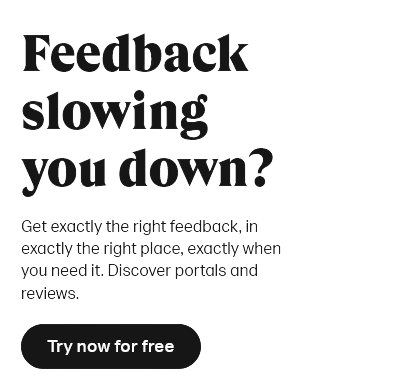 Feedback
slowing
you down?
Get exactly the right feedback, in
exactly the right place, exactly when
you need it. Discover portals and
reviews.
Try now for free